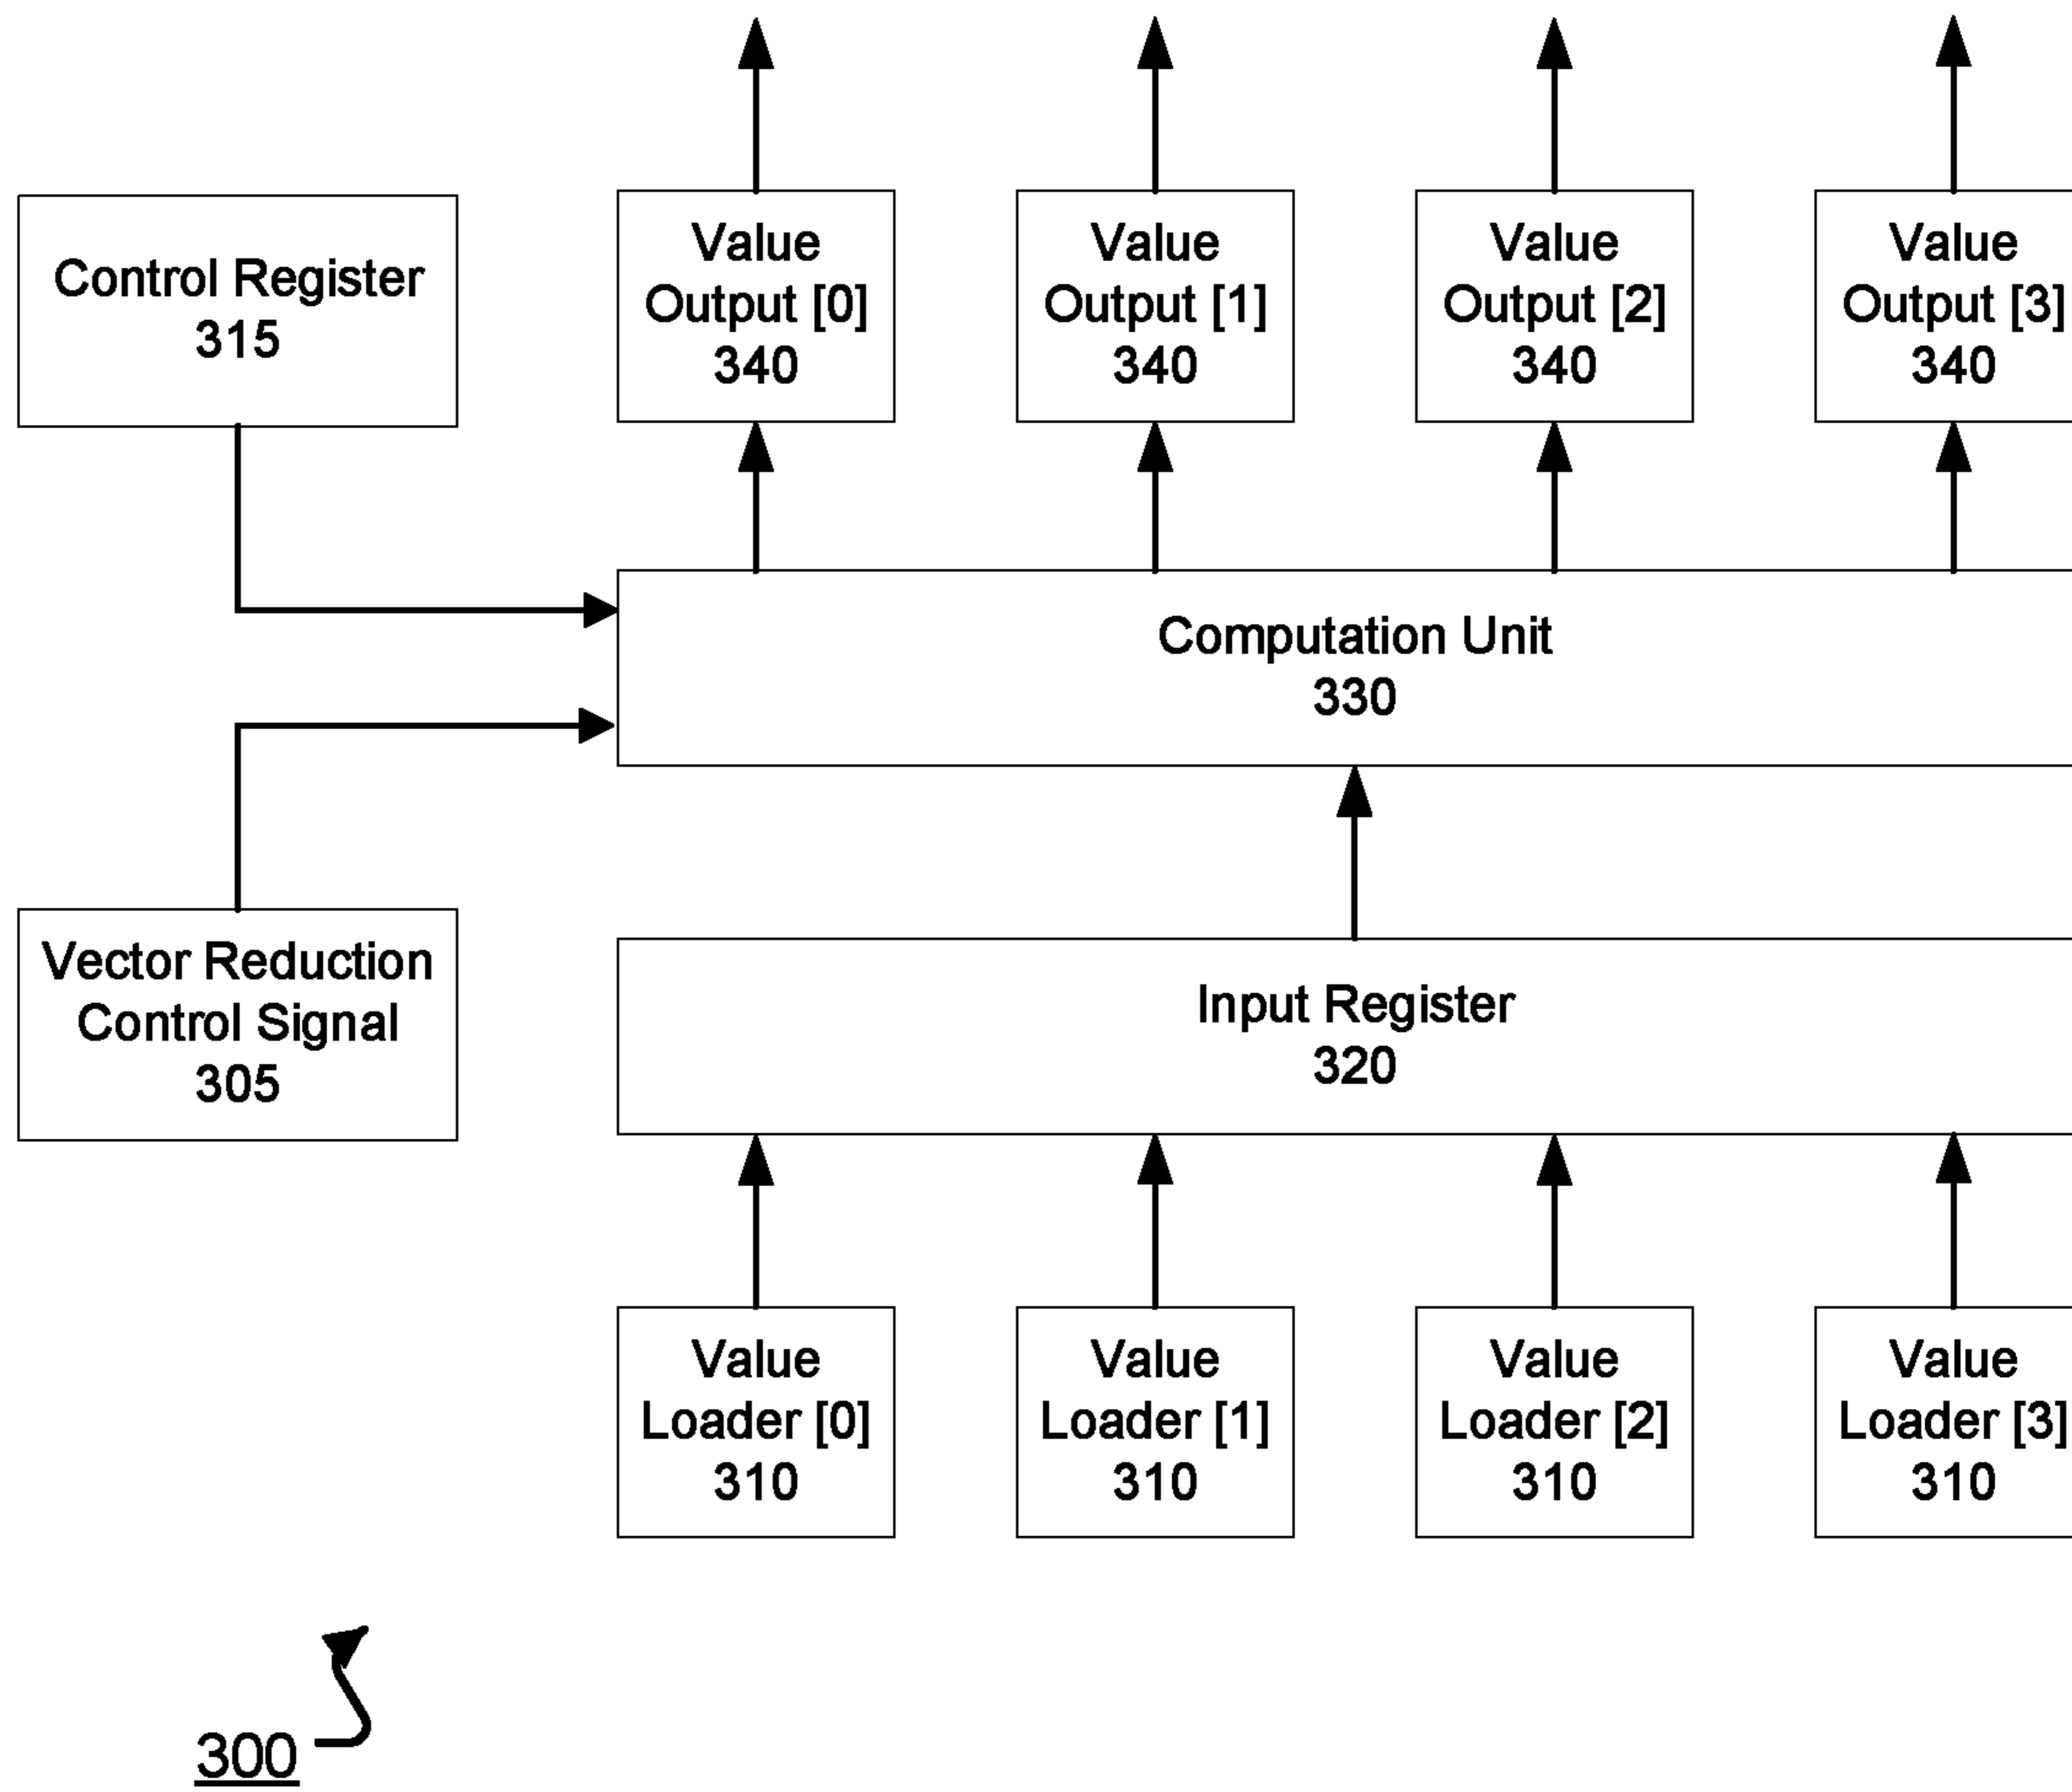 Control Register
315
Value
Output [0]
340
Value
Output [1]
340
Value
Output [2]
340
Value
Output [3]
340
Computation Unit
330
Vector Reduction
Control Signal
305
Input Register
320
Value
Loader [0]
310
Value
Loader [1]
310
Value
Loader [2]
310
Value
Loader [3]
310
300